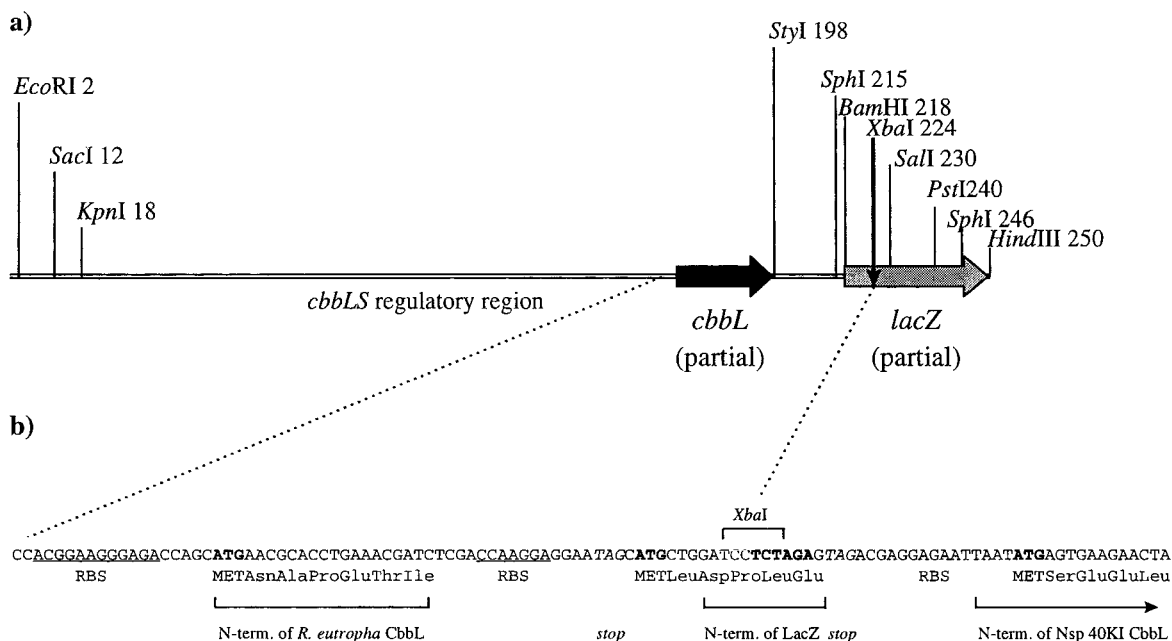 a)
StyI 198
EcoRI 2
SphI 215
BamHI 218
XbaI 224
SacI 12
SalI 230
KpnI 18
PstI240
SphI 246
HindIII 250
cbbLS regulatory region
cbbL
(partial)
lacZ
(partial)
b)
XbaI
CCACGGAAGGGAGACCAGCATGAACGCACCTGAAACGATCTCGACCAAGGAGGAATAGCATGCTGGATCCTCTAGAGTAGACGAGGAGAATTAATATGAGTGAAGAACTA
RBS METAsnAlaProGluThrIle RBS METLeuAspProLeuGlu RBS METSerGluGluLeu
N-term. of R. eutropha CbbL stop N-term. of LacZ stop N-term. of Nsp 40KI CbbL